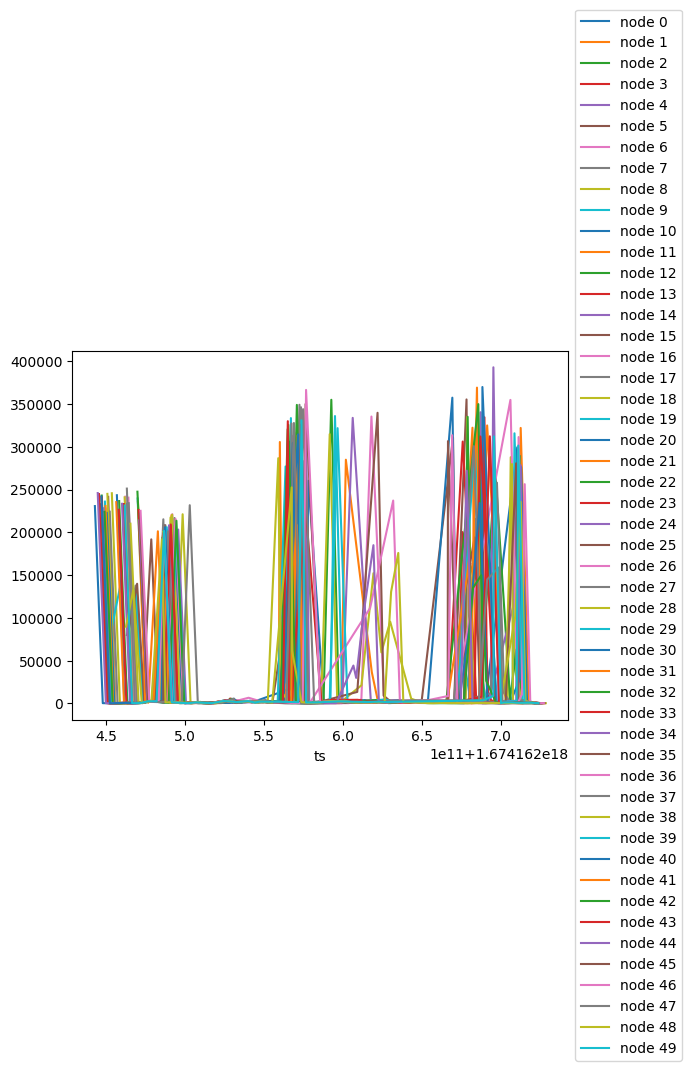 400000
350000
300000
250000
200000
150000
100000
50000
0
4.5 5.0 5.5 6.0 6.5 7.0
1e11+1.674162e18
ts
node 0
node 1
node 2
node 3
node 4
node 5
node 6
node 7
node 8
node 9
node 10
node 11
node 12
node 13
node 14
node 15
node 16
node 17
node 18
node 19
node 20
node 21
node 22
node 23
node 24
node 25
node 26
node 27
node 28
node 29
node 30
node 31
node 32
node 33
node 34
node 35
node 36
node 37
node 38
node 39
node 40
node 41
node 42
node 43
node 44
node 45
node 46
node 47
node 48
node 49